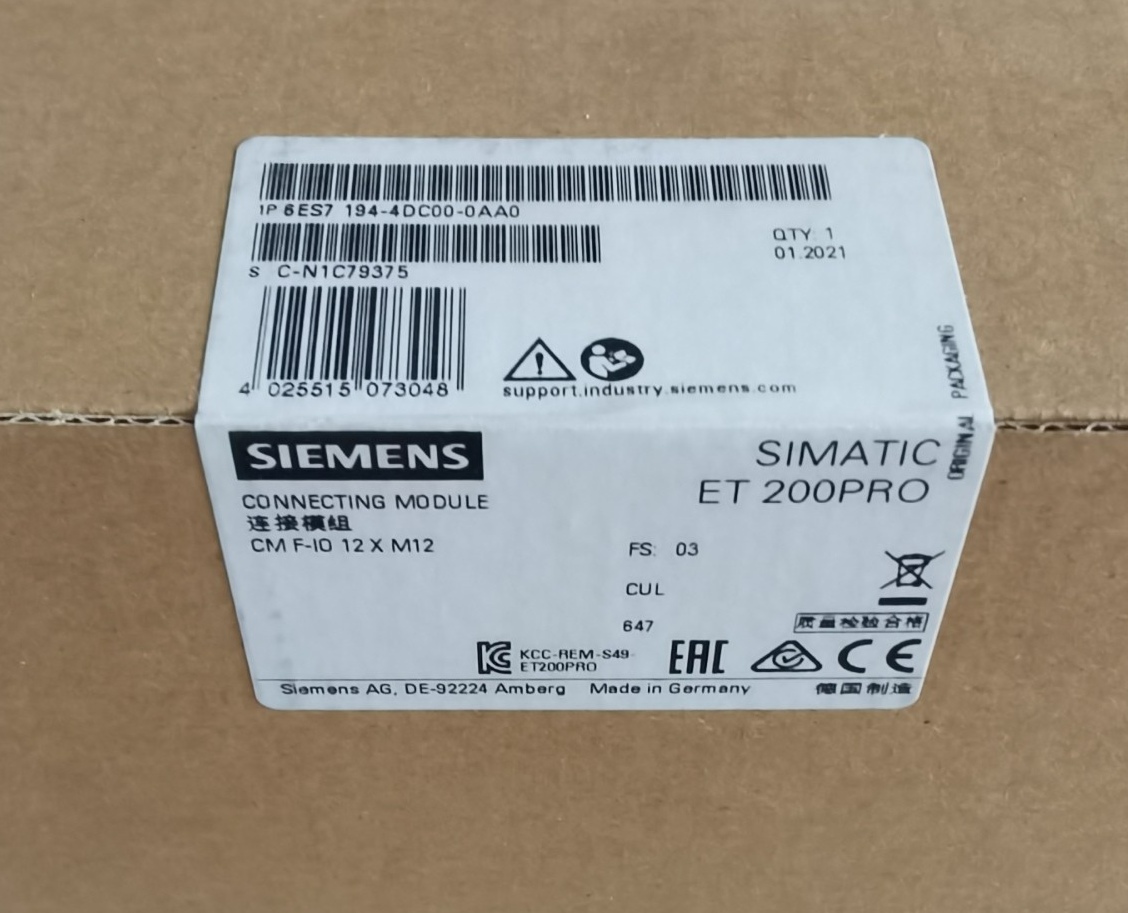 1P 6ES7 194-4DC00-0AA0
QTY: 1
01.2021
S C-N1C79375
4 025515 073048
support.industry.siemens.com
ORIGINAL PACKAGING
SIEMENS
SIMATIC
ET 200PRO
CONNECTING MODULE
连接模组
CM F-IO 12 X M12
FS: 03
CUL
647
质量检验合格
KCC-REM-S49-
ET200PRO
EAC
CE
Siemens AG, DE-92224 Amberg Made in Germany 德国制造